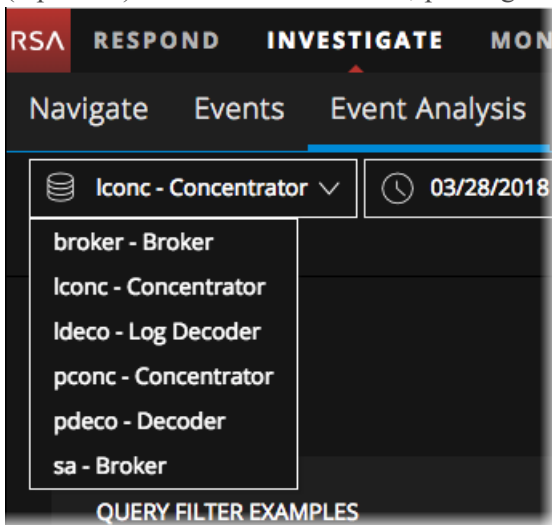 RSA RESPOND INVESTIGATE MON
Navigate Events Event Analysis
lconc - Concentrator 03/28/2018
broker - Broker
lconc - Concentrator
ldeco - Log Decoder
pconc - Concentrator
pdeco - Decoder
sa - Broker
QUERY FILTER EXAMPLES